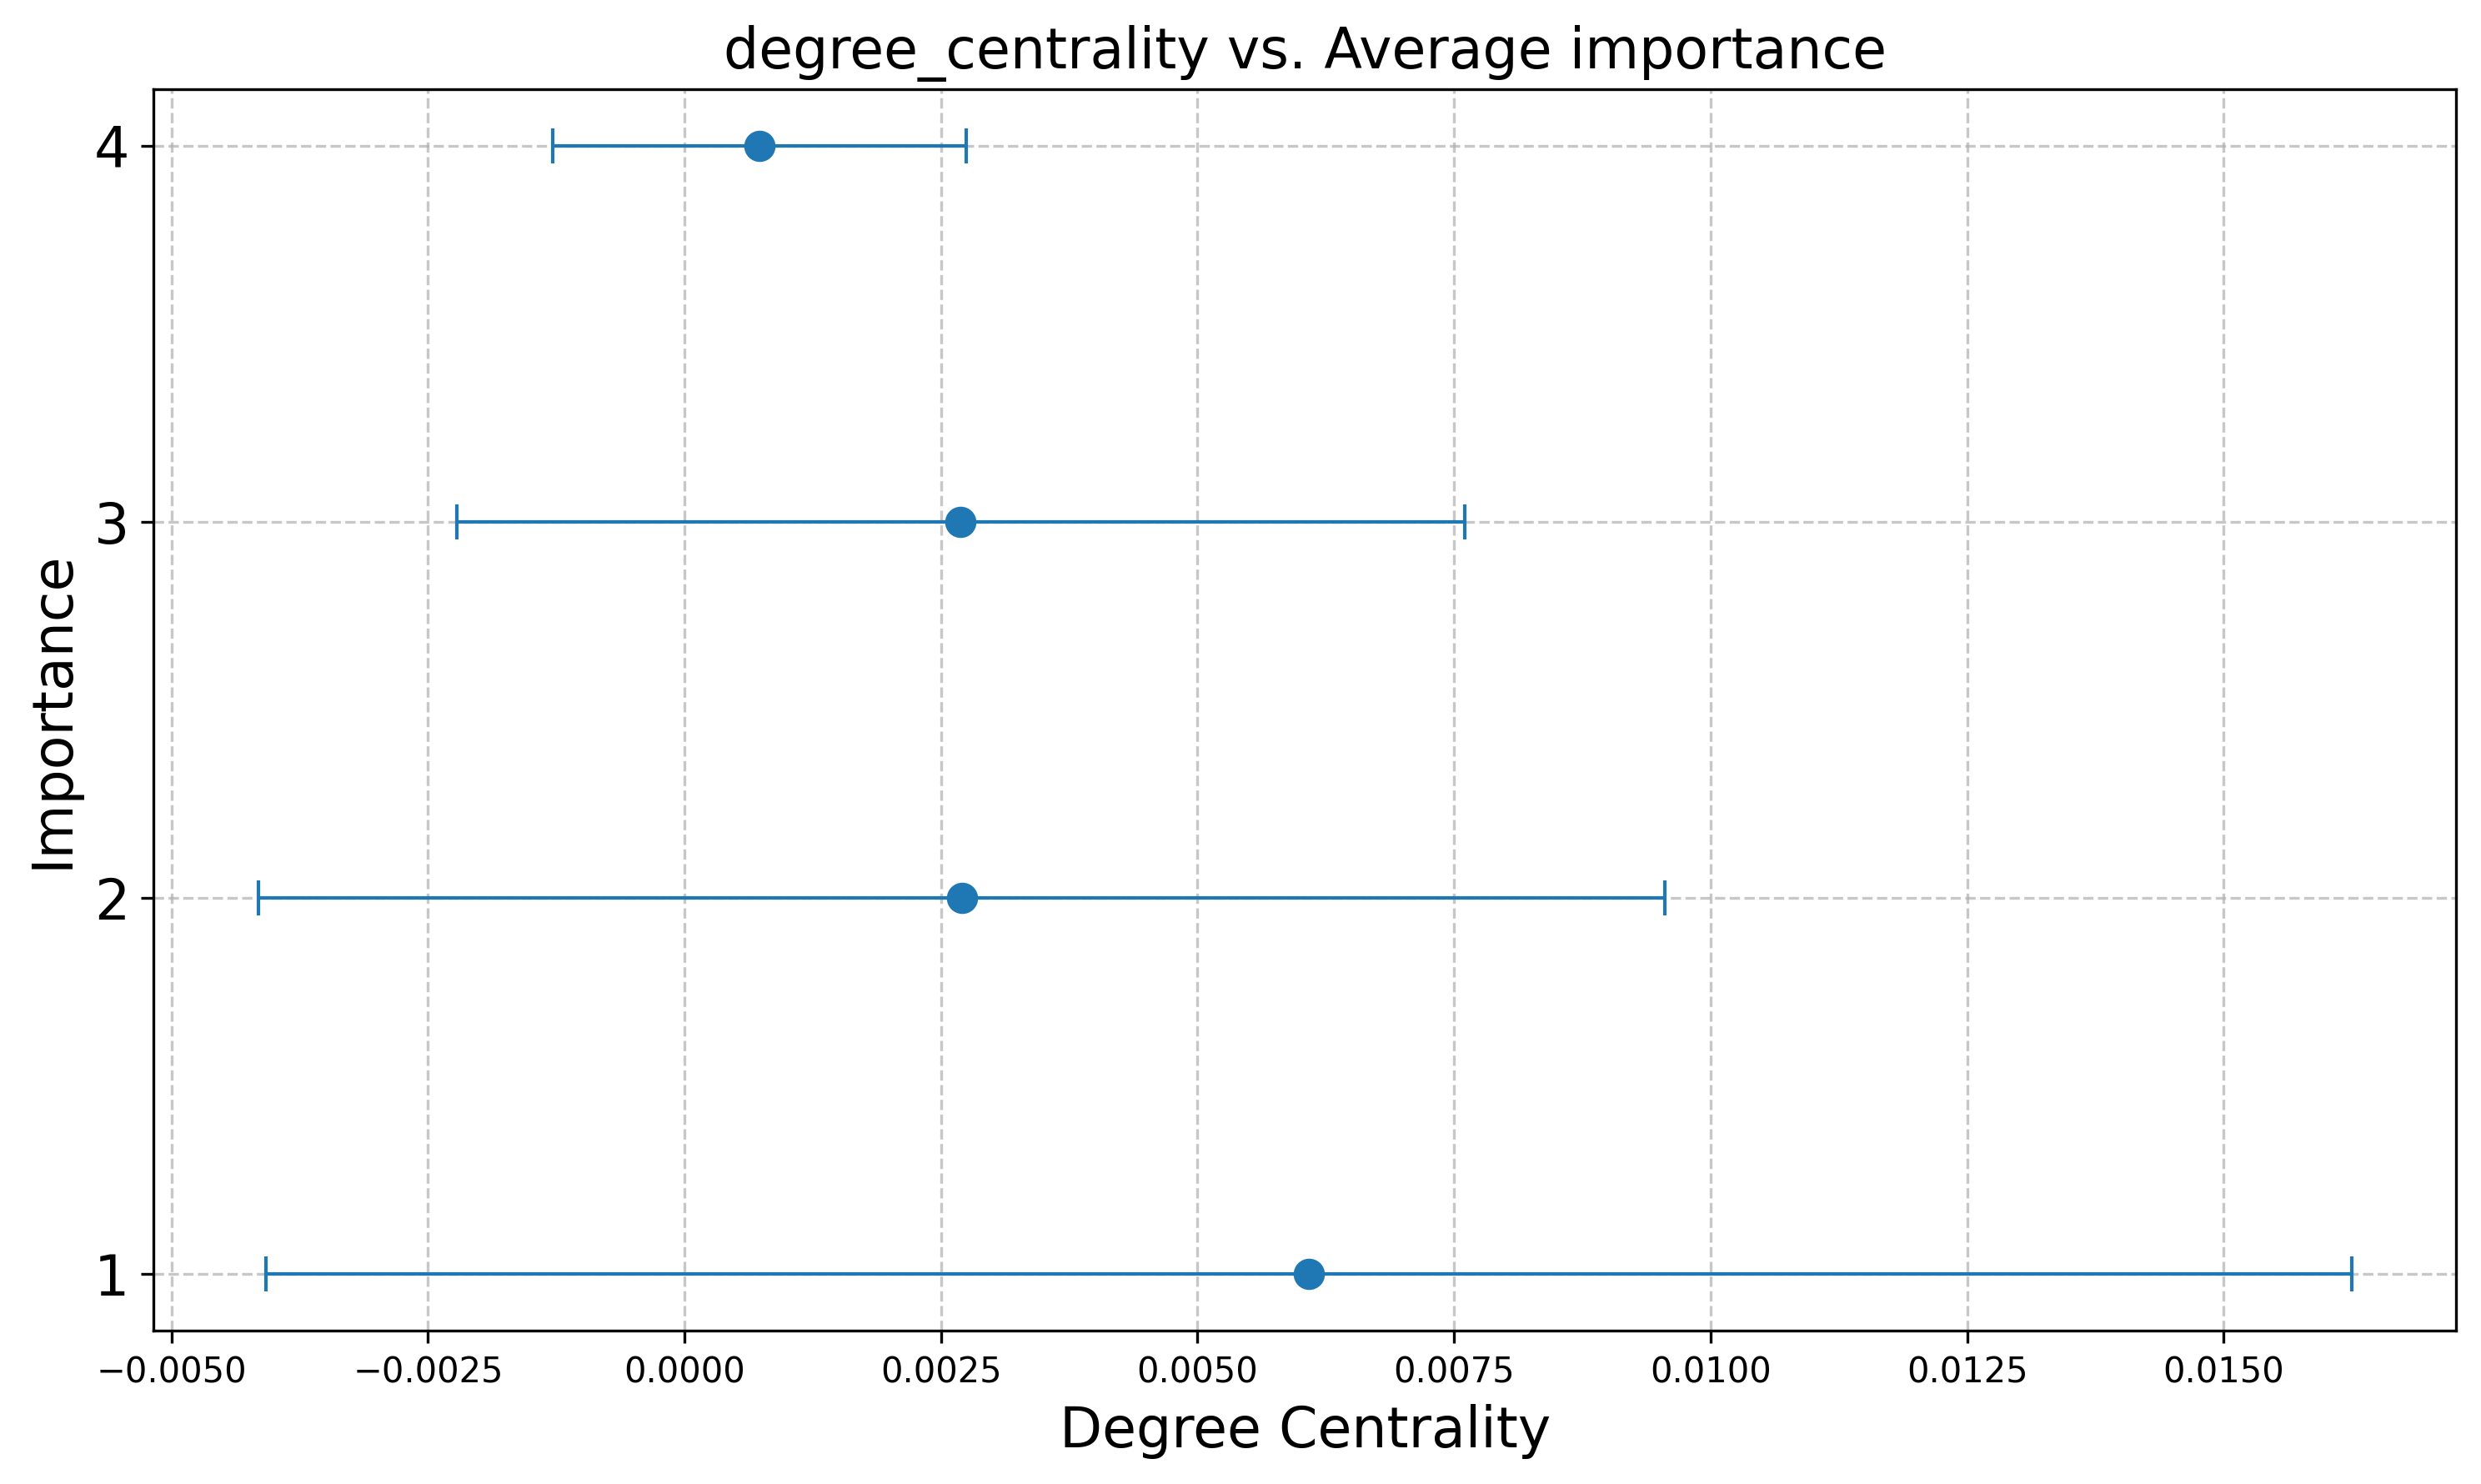 degree_centrality vs. Average importance
4
3
2
1
Importance
−0.0050 −0.0025 0.0000 0.0025 0.0050 0.0075 0.0100 0.0125 0.0150
Degree Centrality